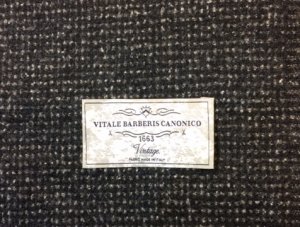 VITALE BARBERIS CANONICO
1663
Vintage
FABRIC MADE IN ITALY